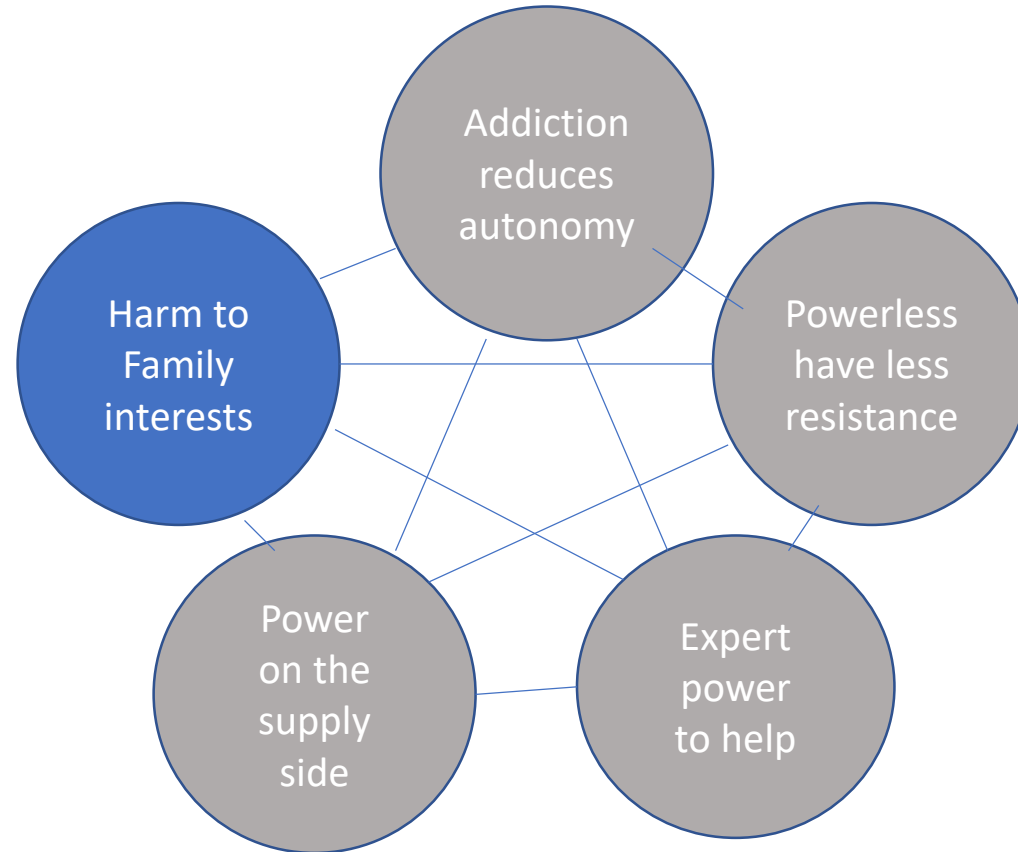 Addiction
reduces
autonomy
Harm to
Family
interests
Powerless
have less
resistance
Power
on the
supply
side
Expert
power
to help